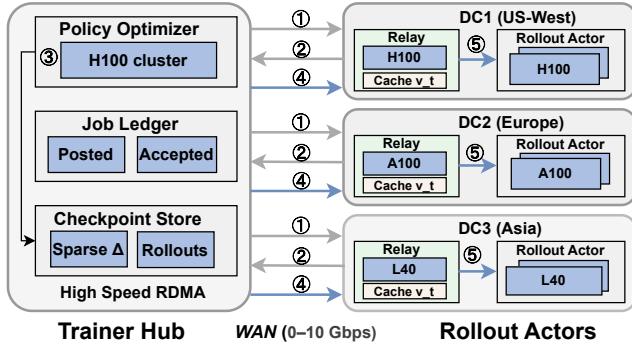 Policy Optimizer
③
H100 cluster
Job Ledger
Posted
Accepted
Checkpoint Store
Sparse Δ
Rollouts
High Speed RDMA
Trainer Hub
①
②
④
①
②
④
①
②
④
WAN (0–10 Gbps)
DC1 (US-West)
Relay
H100
Cache v_t
⑤
Rollout Actor
H100
DC2 (Europe)
Relay
A100
Cache v_t
⑤
Rollout Actor
A100
DC3 (Asia)
Relay
L40
Cache v_t
⑤
Rollout Actor
L40
Rollout Actors